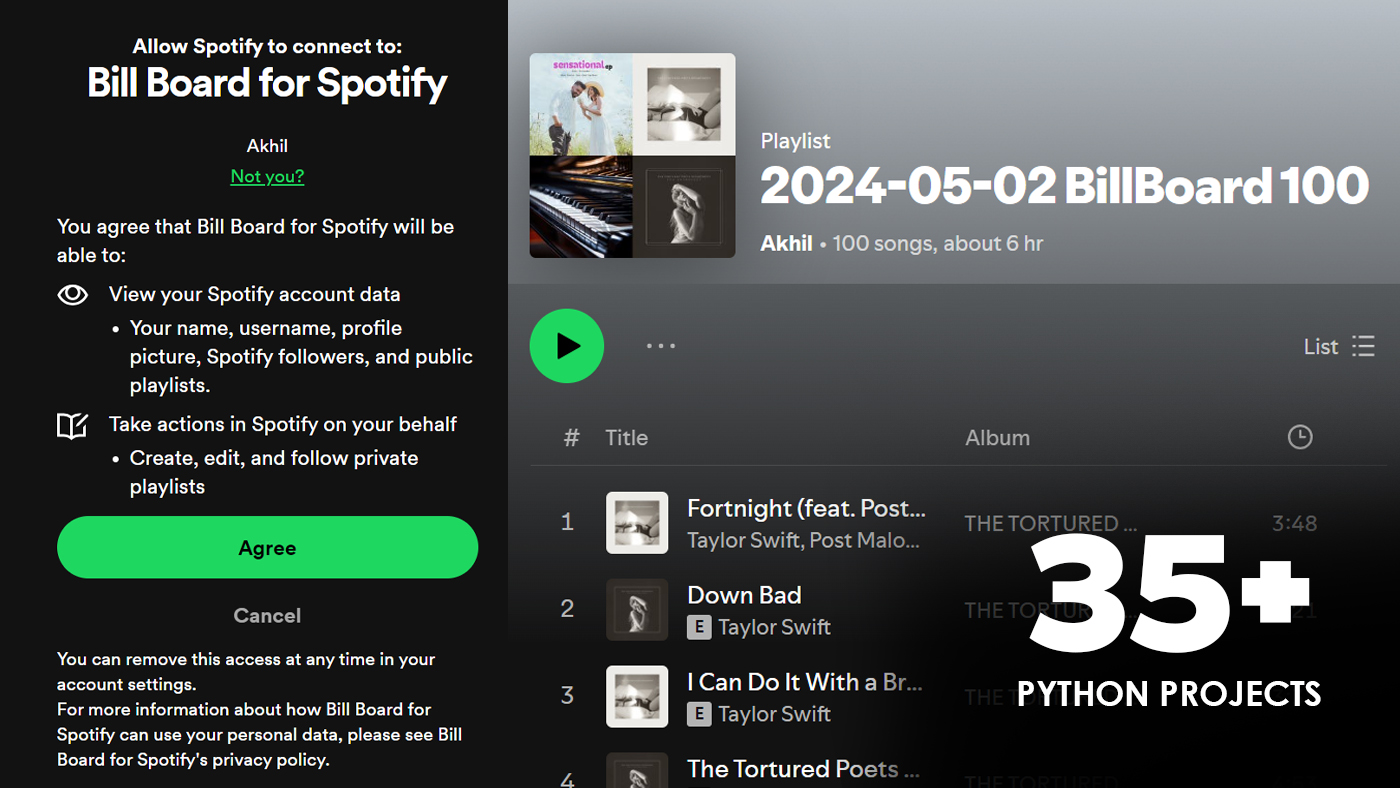 Allow Spotify to connect to:
Bill Board for Spotify
Akhil
Not you?
You agree that Bill Board for Spotify will be
able to:
View your Spotify account data
• Your name, username, profile
picture, Spotify followers, and public
playlists.
Take actions in Spotify on your behalf
• Create, edit, and follow private
playlists
Agree
Cancel
You can remove this access at any time in your
account settings.
For more information about how Bill Board for
Spotify can use your personal data, please see Bill
Board for Spotify's privacy policy.
sensational ep
Playlist
2024-05-02 BillBoard 100
Akhil • 100 songs, about 6 hr
List
# Title Album
1 Fortnight (feat. Post... THE TORTURED ... 3:48
Taylor Swift, Post Malo...
2 Down Bad THE TORTUR...
E Taylor Swift
3 I Can Do It With a Br... THE
E Taylor Swift
4 The Tortured Poets ... THE TORTURED
35+
PYTHON PROJECTS